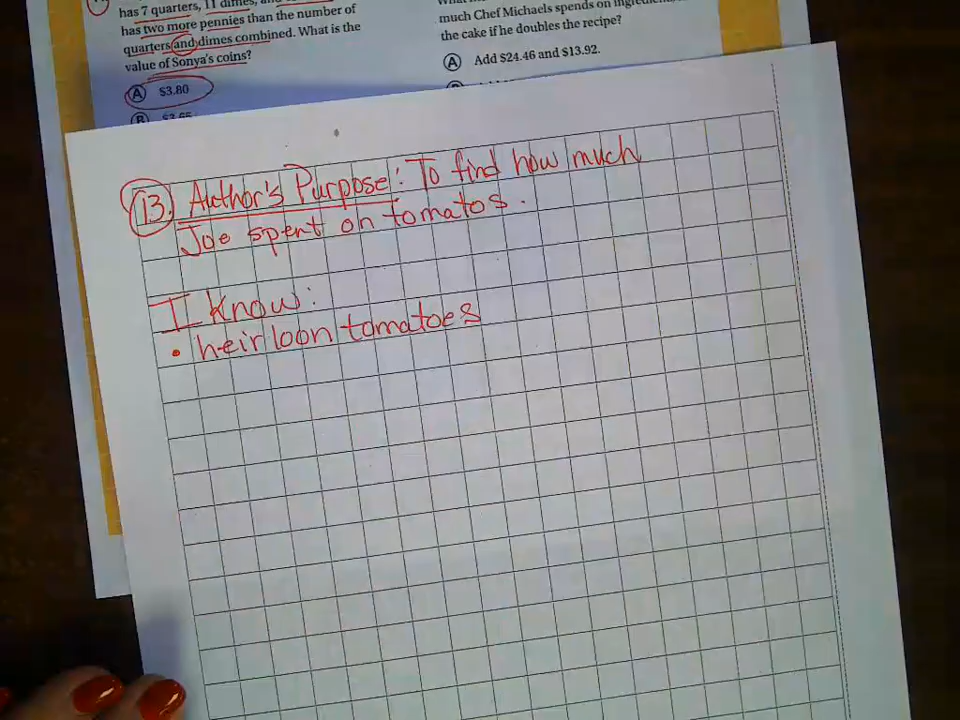 has 7 quarters, 11 dimes, and
has two more pennies than the number of
quarters and dimes combined. What is the
value of Sonya's coins?
A $3.80
B $3.65
much Chef Michaels spends on
the cake if he doubles the recipe?
A Add $24.46 and $13.92.
13. Author's Purpose: To find how much
Joe spent on tomatos.
I know:
• heirloon tomatoes